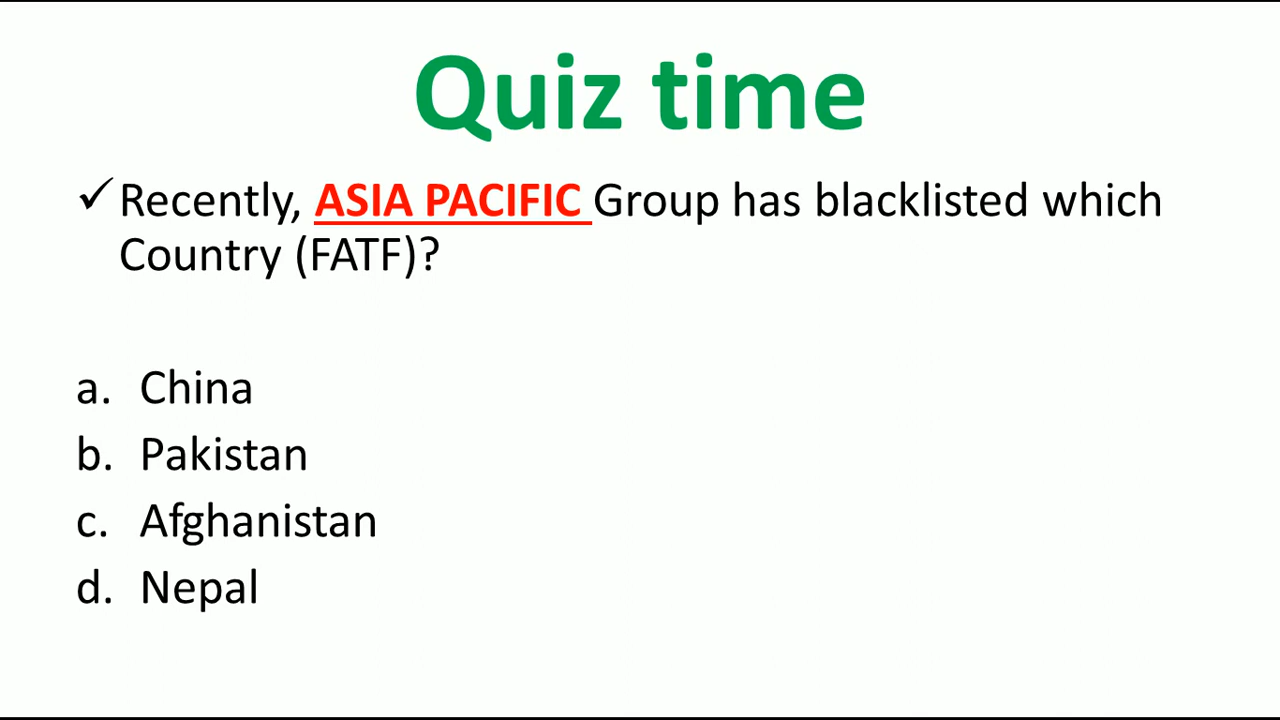 Quiz time
✓Recently, ASIA PACIFIC Group has blacklisted which
Country (FATF)?
a. China
b. Pakistan
c. Afghanistan
d. Nepal